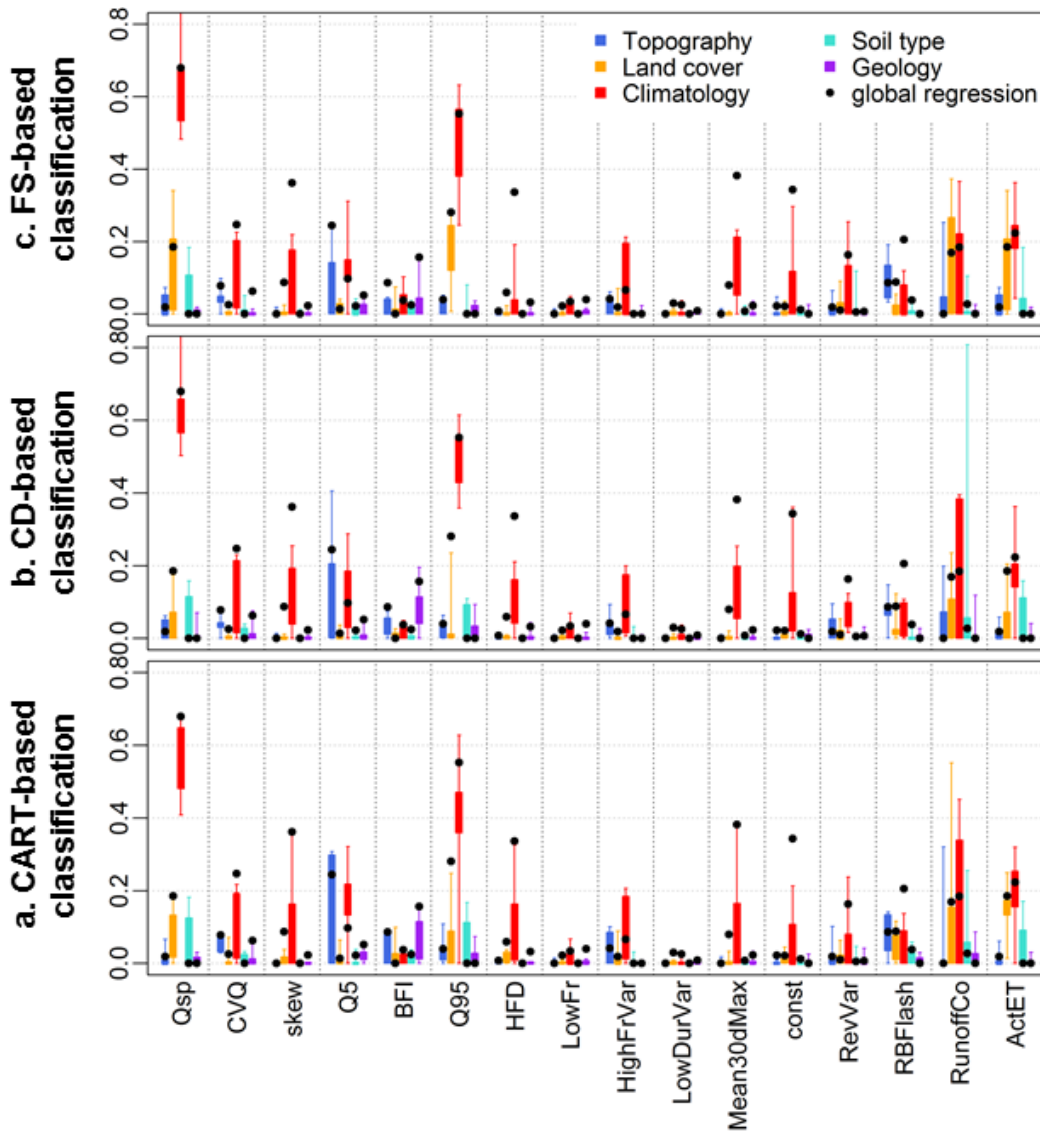 c. FS-based
classification
0.8
0.6
0.4
0.2
0.0
Topography
Land cover
Climatology
Soil type
Geology
global regression
b. CD-based
classification
0.8
0.6
0.4
0.2
0.0
a. CART-based
classification
0.8
0.6
0.4
0.2
0.0
Qsp
CVQ
skew
Q5
BFI
Q95
HFD
LowFr
HighFrVar
LowDurVar
Mean30dMax
const
RevVar
RBFlash
RunoffCo
ActET